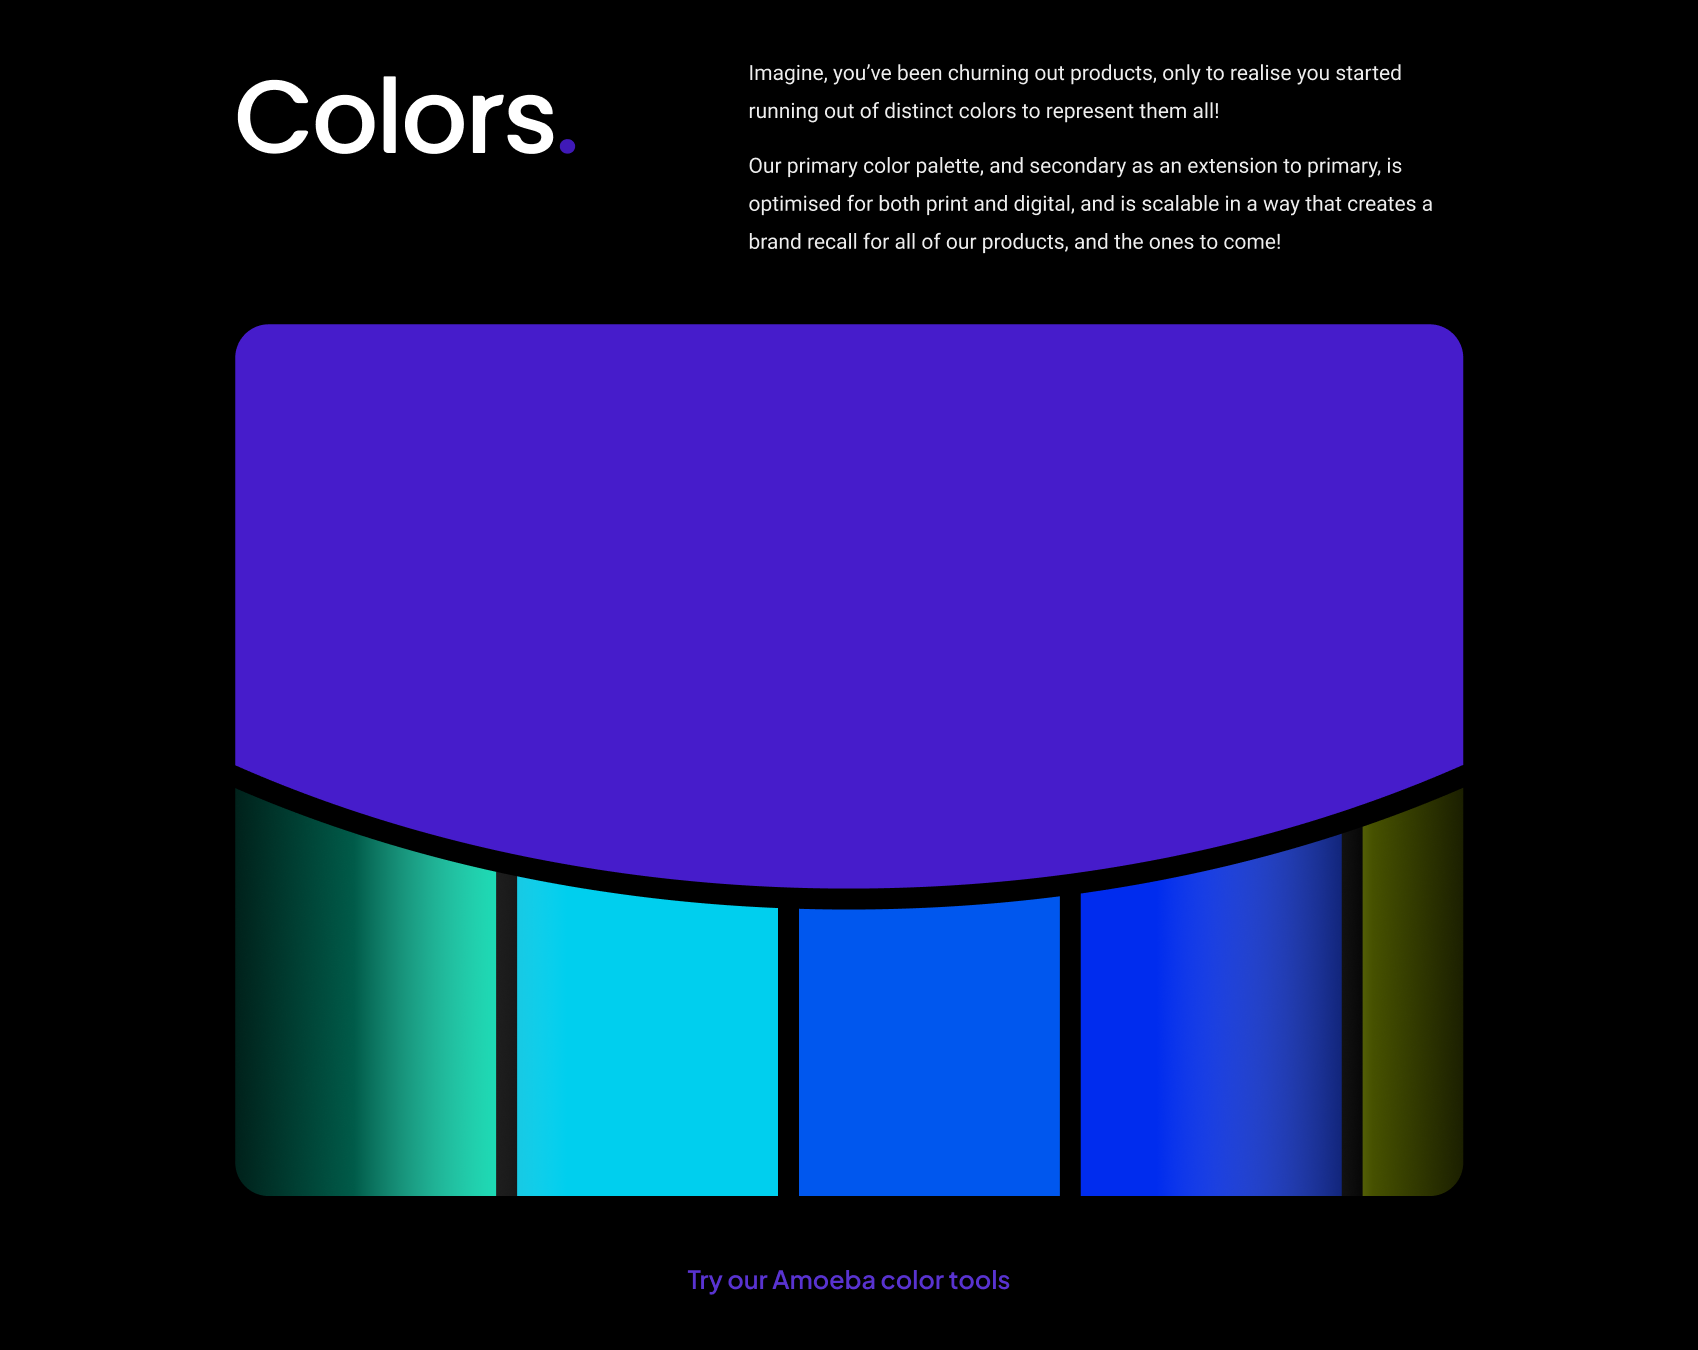 Colors.
Imagine, you’ve been churning out products, only to realise you started
running out of distinct colors to represent them all!
Our primary color palette, and secondary as an extension to primary, is
optimised for both print and digital, and is scalable in a way that creates a
brand recall for all of our products, and the ones to come!
Try our Amoeba color tools